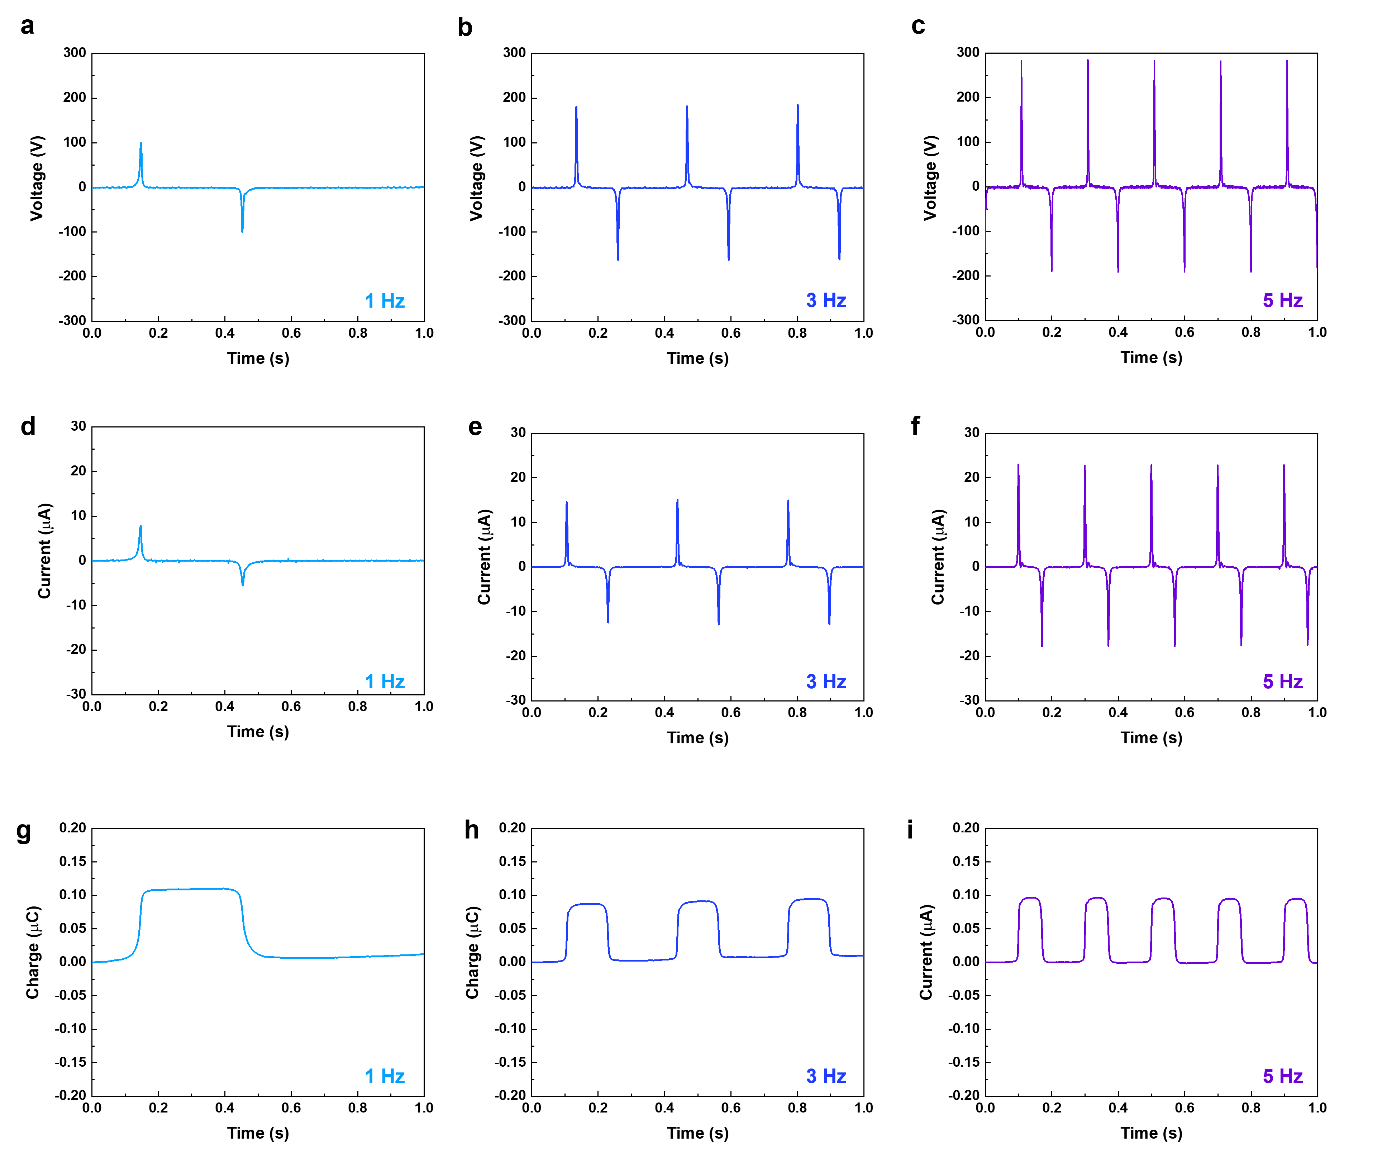 a
300
200
100
0
-100
-200
-300
Voltage (V)
1 Hz
0.0 0.2 0.4 0.6 0.8 1.0
Time (s)
b
300
200
100
0
-100
-200
-300
Voltage (V)
3 Hz
0.0 0.2 0.4 0.6 0.8 1.0
Time (s)
c
300
200
100
0
-100
-200
-300
Voltage (V)
5 Hz
0.0 0.2 0.4 0.6 0.8 1.0
Time (s)
d
30
20
10
0
-10
-20
-30
Current (μA)
1 Hz
0.0 0.2 0.4 0.6 0.8 1.0
Time (s)
e
30
20
10
0
-10
-20
-30
Current (μA)
3 Hz
0.0 0.2 0.4 0.6 0.8 1.0
Time (s)
f
30
20
10
0
-10
-20
-30
Current (μA)
5 Hz
0.0 0.2 0.4 0.6 0.8 1.0
Time (s)
g
0.20
0.15
0.10
0.05
0.00
-0.05
-0.10
-0.15
-0.20
Charge (μC)
1 Hz
0.0 0.2 0.4 0.6 0.8 1.0
Time (s)
h
0.20
0.15
0.10
0.05
0.00
-0.05
-0.10
-0.15
-0.20
Charge (μC)
3 Hz
0.0 0.2 0.4 0.6 0.8 1.0
Time (s)
i
0.20
0.15
0.10
0.05
0.00
-0.05
-0.10
-0.15
-0.20
Current (μA)
5 Hz
0.0 0.2 0.4 0.6 0.8 1.0
Time (s)